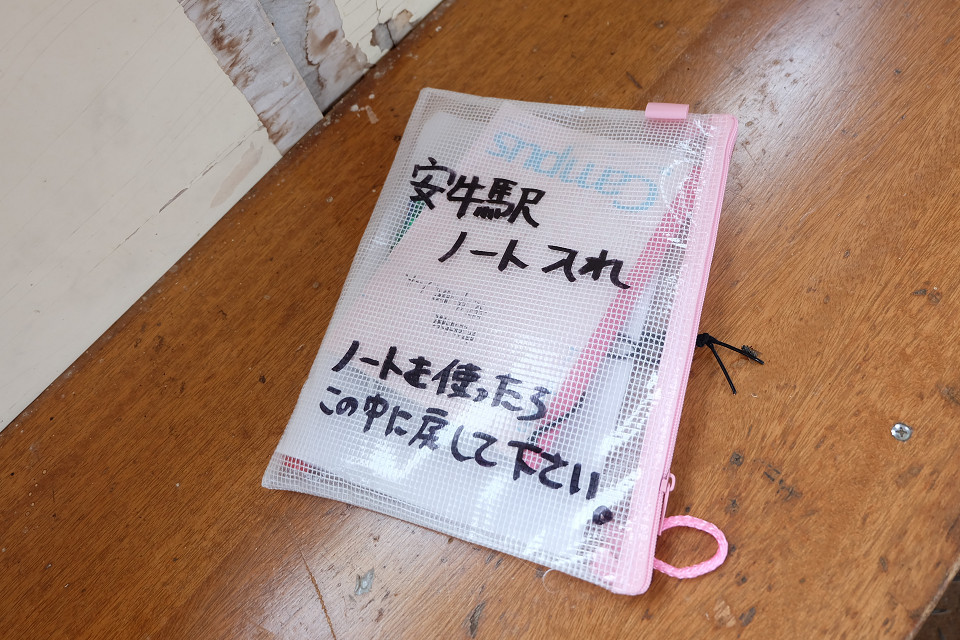 Campus
安牛駅
ノート入れ
ノートを使ったら
この中に戻して下さい。